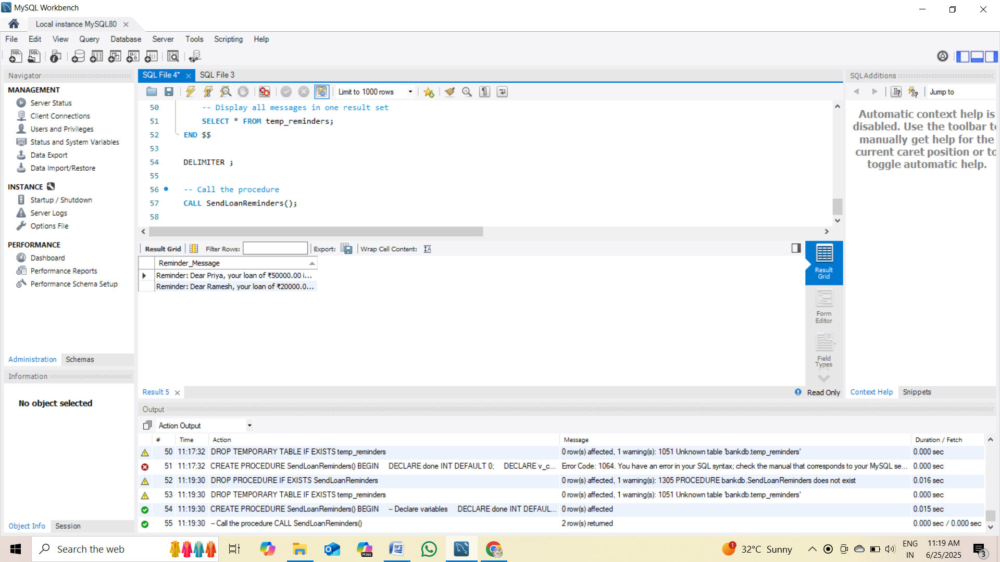 MySQL Workbench
Local instance MySQL80
File Edit View Query Database Server Tools Scripting Help
Navigator
MANAGEMENT
Server Status
Client Connections
Users and Privileges
Status and System Variables
Data Export
Data Import/Restore
INSTANCE
Startup / Shutdown
Server Logs
Options File
PERFORMANCE
Dashboard
Performance Reports
Performance Schema Setup
Administration Schemas
Information
No object selected
Object Info Session
SQL File 4* SQL File 3
Limit to 1000 rows
50 -- Display all messages in one result set
51 SELECT * FROM temp_reminders;
52 END $$
53
54 DELIMITER ;
55
56 -- Call the procedure
57 CALL SendLoanReminders();
58
Result Grid Filter Rows: Export: Wrap Cell Content:
Reminder_Message
Reminder: Dear Priya, your loan of ₹50000.00 i...
Reminder: Dear Ramesh, your loan of ₹20000.0...
Result Grid
Form Editor
Field Types
Result 5 Read Only
SQLAdditions
Jump to
Automatic context help is
disabled. Use the toolbar to
manually get help for the
current caret position or to
toggle automatic help.
Context Help Snippets
Output
Action Output
# Time Action Message Duration / Fetch
50 11:17:32 DROP TEMPORARY TABLE IF EXISTS temp_reminders 0 row(s) affected, 1 warning(s): 1051 Unknown table 'bankdb.temp_reminders' 0.000 sec
51 11:17:32 CREATE PROCEDURE SendLoanReminders() BEGIN DECLARE done INT DEFAULT 0; DECLARE v_c... Error Code: 1064. You have an error in your SQL syntax; check the manual that corresponds to your MySQL se... 0.000 sec
52 11:19:30 DROP PROCEDURE IF EXISTS SendLoanReminders 0 row(s) affected, 1 warning(s): 1305 PROCEDURE bankdb.SendLoanReminders does not exist 0.016 sec
53 11:19:30 DROP TEMPORARY TABLE IF EXISTS temp_reminders 0 row(s) affected, 1 warning(s): 1051 Unknown table 'bankdb.temp_reminders' 0.000 sec
54 11:19:30 CREATE PROCEDURE SendLoanReminders() BEGIN -- Declare variables DECLARE done INT DEFAUL... 0 row(s) affected 0.015 sec
55 11:19:30 -- Call the procedure CALL SendLoanReminders() 2 row(s) returned 0.000 sec / 0.000 sec
Search the web
32°C Sunny
ENG
IN
11:19 AM
6/25/2025
3